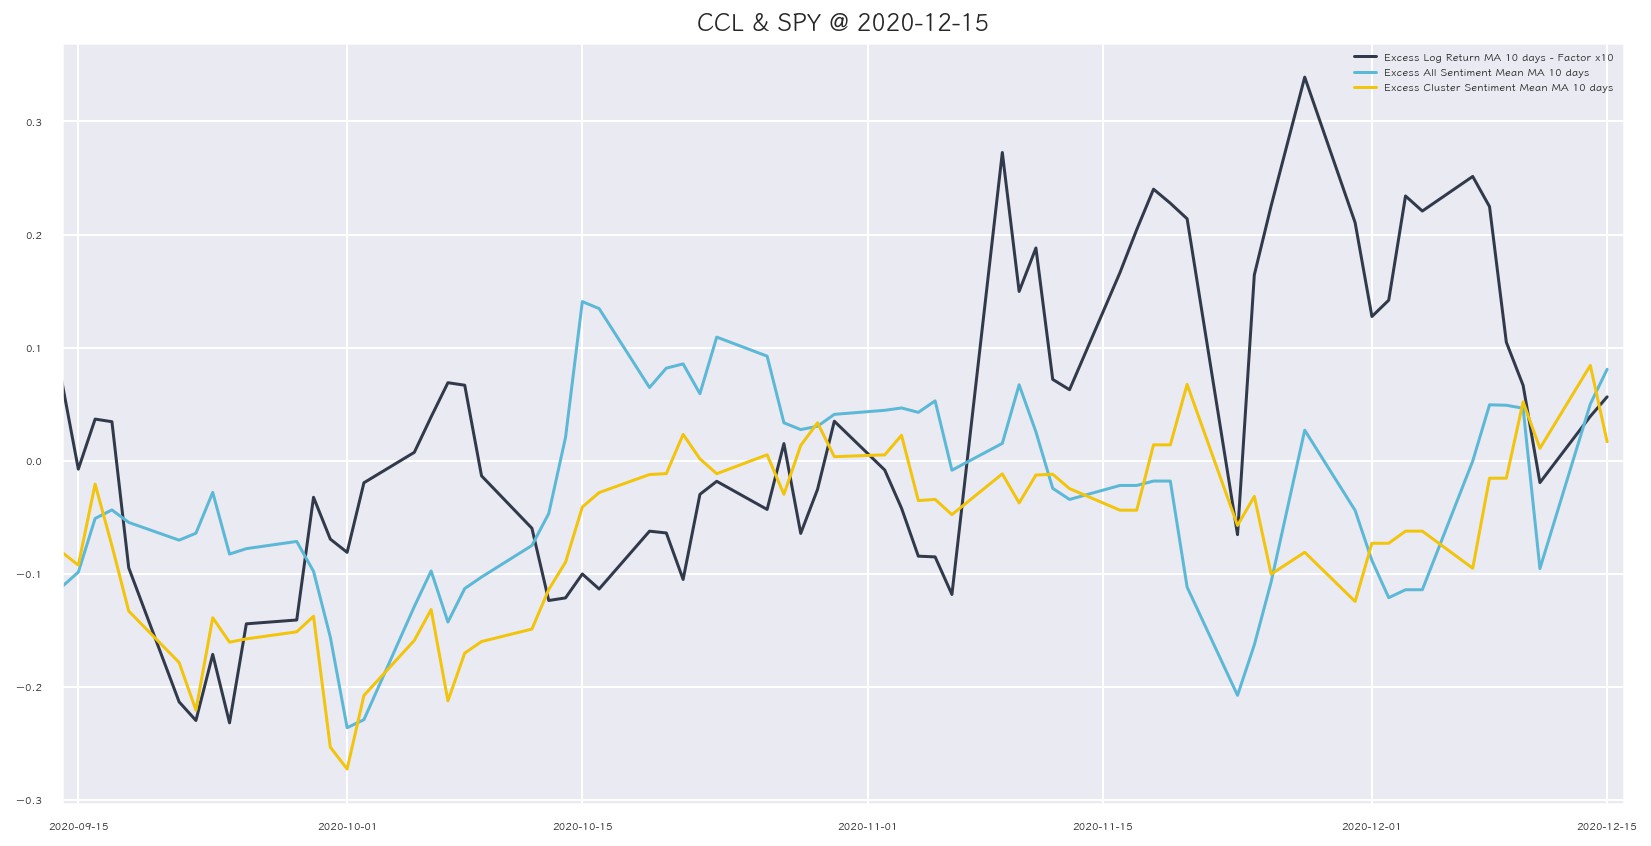 CCL & SPY @ 2020-12-15
Excess Log Return MA 10 days - Factor x10
Excess All Sentiment Mean MA 10 days
Excess Cluster Sentiment Mean MA 10 days
0.3
0.2
0.1
0.0
−0.1
−0.2
−0.3
2020-09-15 2020-10-01 2020-10-15 2020-11-01 2020-11-15 2020-12-01 2020-12-15